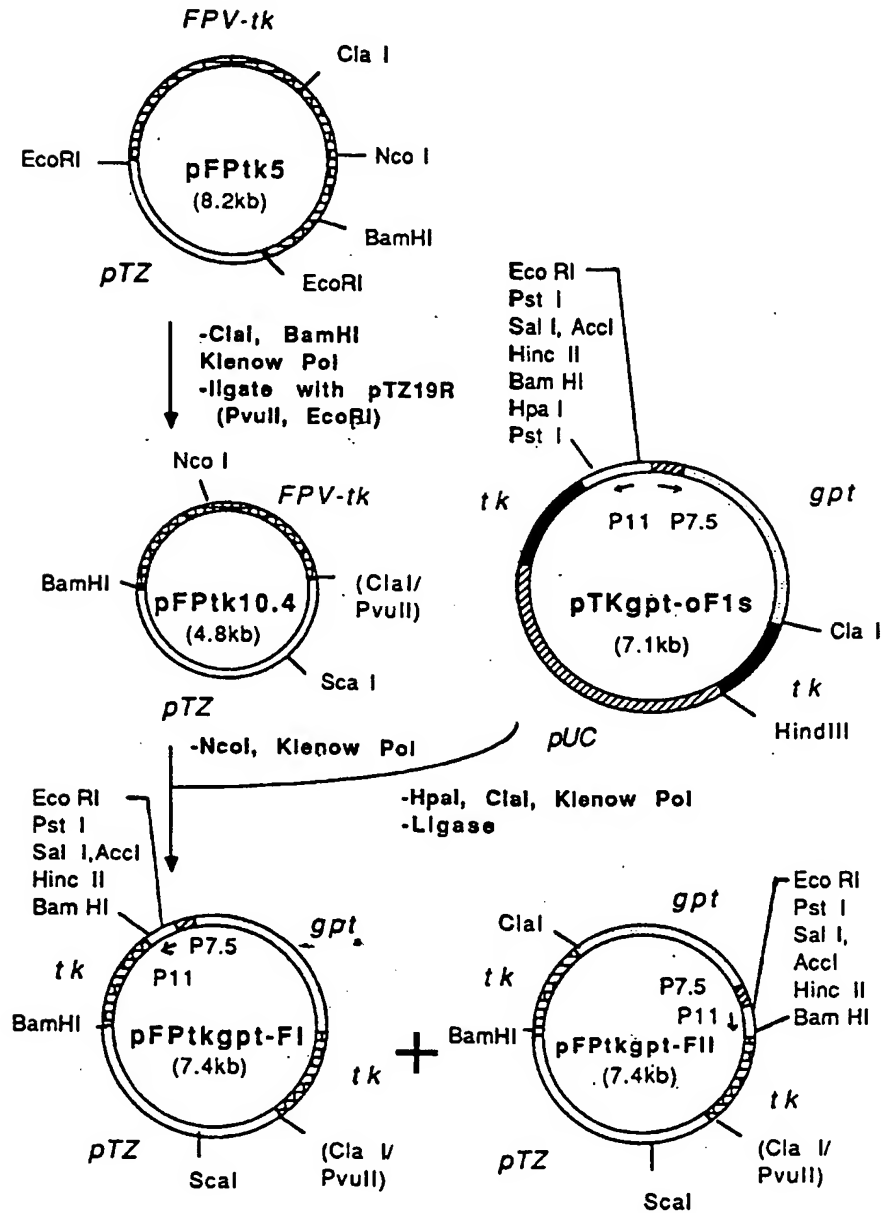 FPV-tk
Cla I
EcoRI
Nco I
pFPtk5
(8.2kb)
BamHI
EcoRI
pTZ
-ClaI, BamHI
Klenow Pol
-ligate with pTZ19R
(PvuII, EcoRI)
Eco RI
Pst I
Sal I, AccI
Hinc II
Bam HI
Hpa I
Pst I
Nco I
FPV-tk
BamHI
(ClaI/
PvuII)
pFPtk10.4
(4.8kb)
Sca I
pTZ
tk
gpt
P11
P7.5
pTKgpt-oF1s
(7.1kb)
Cla I
tk
HindIII
pUC
-NcoI, Klenow Pol
-HpaI, ClaI, Klenow Pol
-Ligase
Eco RI
Pst I
Sal I,AccI
Hinc II
Bam HI
gpt
P7.5
P11
tk
BamHI
pFPtkgpt-FI
(7.4kb)
tk
pTZ
(Cla I/
PvuII)
ScaI
+
gpt
ClaI
Eco RI
Pst I
Sal I,
AccI
Hinc II
Bam HI
P7.5
P11
tk
BamHI
pFPtkgpt-FII
(7.4kb)
tk
pTZ
(Cla I/
PvuII)
ScaI